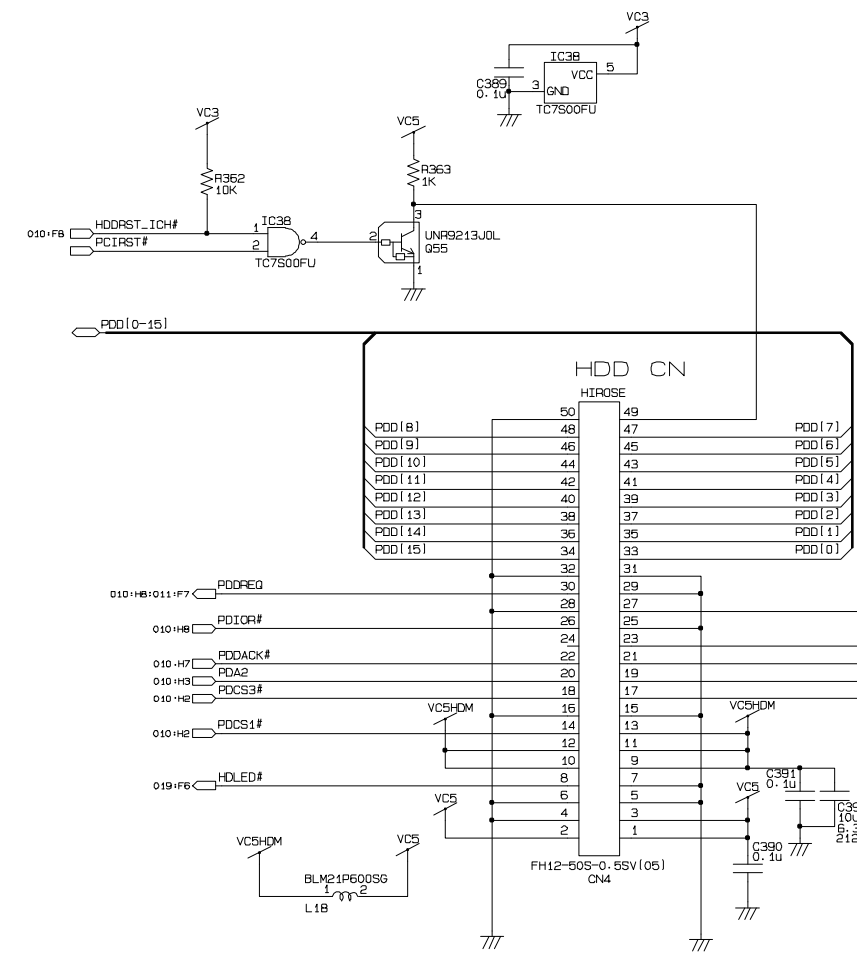 VC3
IC38
VCC
5
C389
0.1u
3
GND
TC7S00FU
VC3
VC5
R352
10K
R363
1K
010:F8
HDDRST_ICH#
PCIRST#
1
2
IC38
4
TC7S00FU
2
3
1
UNR9213J0L
Q55
PDD[0-15]
HDD CN
HIROSE
50 49
PDD[8] 48 47 PDD[7]
PDD[9] 46 45 PDD[6]
PDD[10] 44 43 PDD[5]
PDD[11] 42 41 PDD[4]
PDD[12] 40 39 PDD[3]
PDD[13] 38 37 PDD[2]
PDD[14] 36 35 PDD[1]
PDD[15] 34 33 PDD[0]
32 31
010:H8:011:F7 PDDREQ 30 29
28 27
010:H8 PDIOR# 26 25
24 23
010:H7 PDDACK# 22 21
010:H3 PDA2 20 19
010:H2 PDCS3# 18 17
VC5HDM 16 15 VC5HDM
010:H2 PDCS1# 14 13
12 11
10 9
019:F6 HDLED# 8 7
C391
0.1u
VC5 6 5 VC5
4 3
2 1
C39
10u
6.3
212
C390
0.1u
FH12-50S-0.5SV(05)
CN4
VC5HDM
VC5
BLM21P600SG
1 2
L18